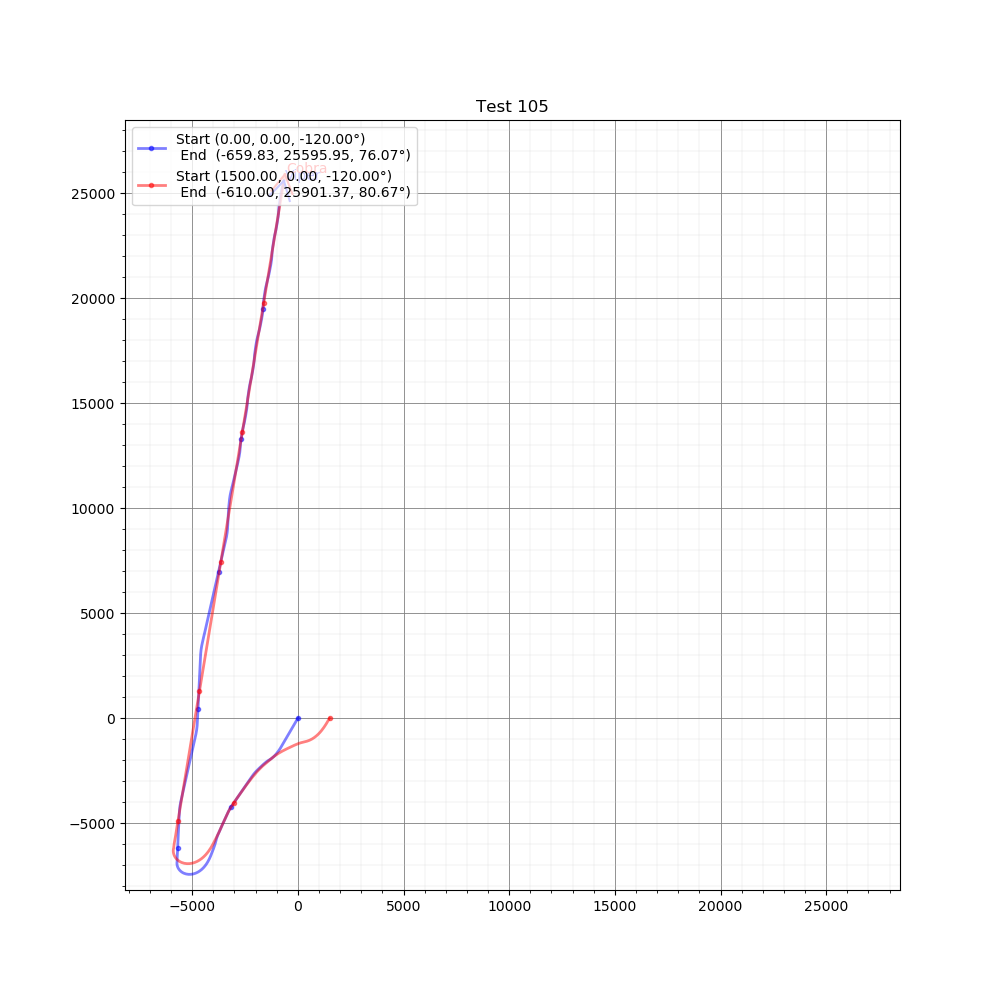 Test 105
Start (0.00, 0.00, -120.00°)
End (-659.83, 25595.95, 76.07°)
Start (1500.00, 0.00, -120.00°)
End (-610.00, 25901.37, 80.67°)
Cobra
25000
20000
15000
10000
5000
0
−5000
−5000 0 5000 10000 15000 20000 25000